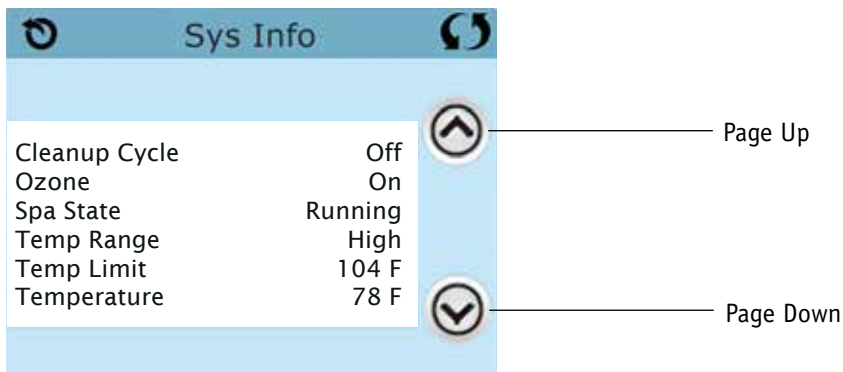 Sys Info
Page Up
Cleanup Cycle Off
Ozone On
Spa State Running
Temp Range High
Temp Limit 104 F
Temperature 78 F
Page Down